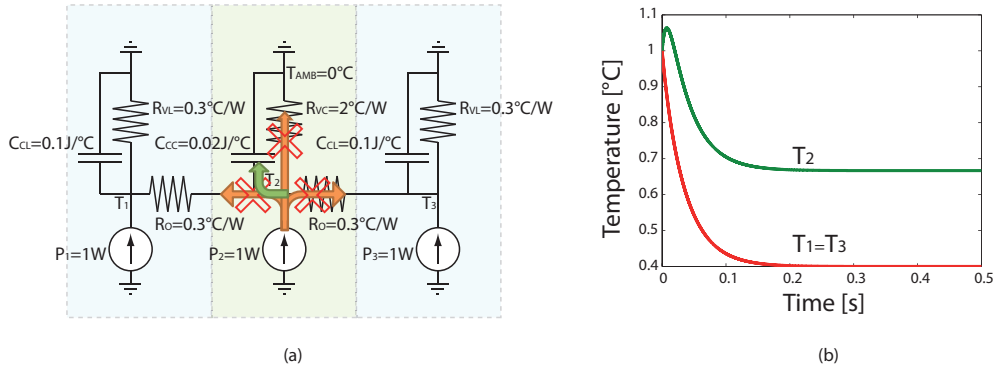 TAMB=0°C
RVL=0.3°C/W
RVC=2°C/W
RVL=0.3°C/W
CCL=0.1J/°C
CCC=0.02J/°C
CCL=0.1J/°C
T1
T2
T3
RO=0.3°C/W
RO=0.3°C/W
P1=1W
P2=1W
P3=1W
(a)
Temperature [°C]
1
0.9
0.8
0.7
0.6
0.5
0.4
T2
T1=T3
0
0.1
0.2
0.3
0.4
0.5
Time [s]
(b)